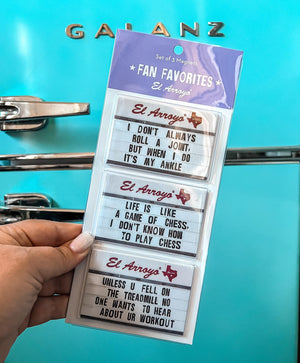 GALANZ
Set of 3 Magnets
★ FAN FAVORITES ★
El Arroyo
El Arroyo
I DON'T ALWAYS
ROLL A JOINT,
BUT WHEN I DO
IT'S MY ANKLE
El Arroyo
LIFE IS LIKE
A GAME OF CHESS,
I DON'T KNOW HOW
TO PLAY CHESS
El Arroyo
UNLESS U FELL ON
THE TREADMILL NO
ONE WANTS TO HEAR
ABOUT UR WORKOUT